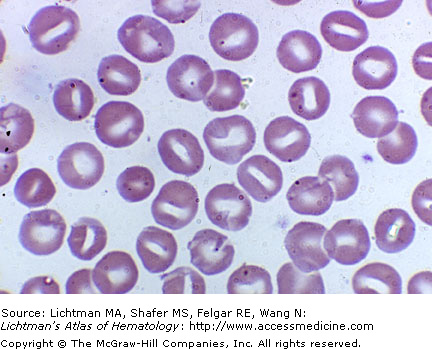 Source: Lichtman MA, Shafer MS, Felgar RE, Wang N:
Lichtman's Atlas of Hematology: http://www.accessmedicine.com
Copyright © The McGraw-Hill Companies, Inc. All rights reserved.